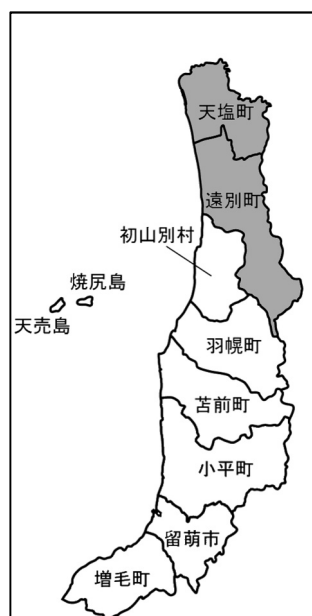 天塩町
遠別町
初山別村
焼尻島
天売島
羽幌町
苫前町
小平町
留萌市
増毛町